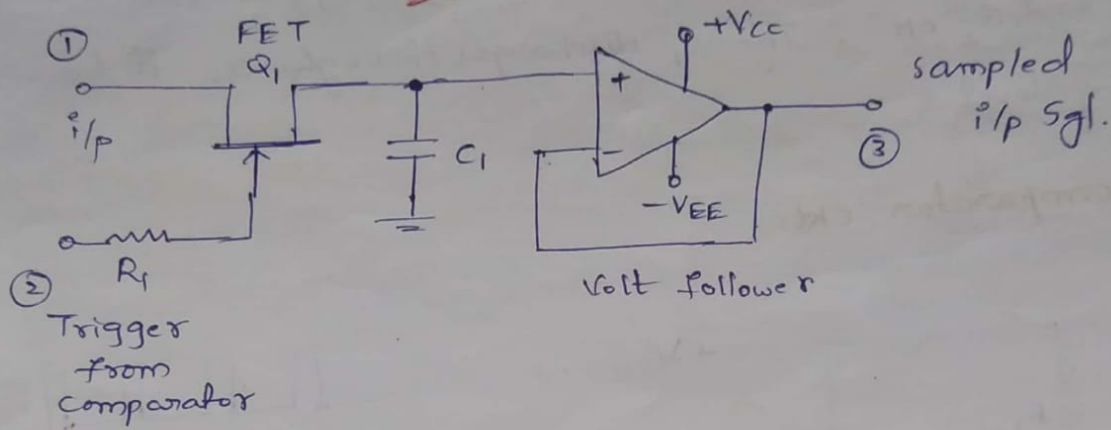 ①
FET
Q1
i/p
+VCC
+
−
-VEE
C1
sampled
i/p Sgl.
③
R1
②
Trigger
from
comparator
Volt follower